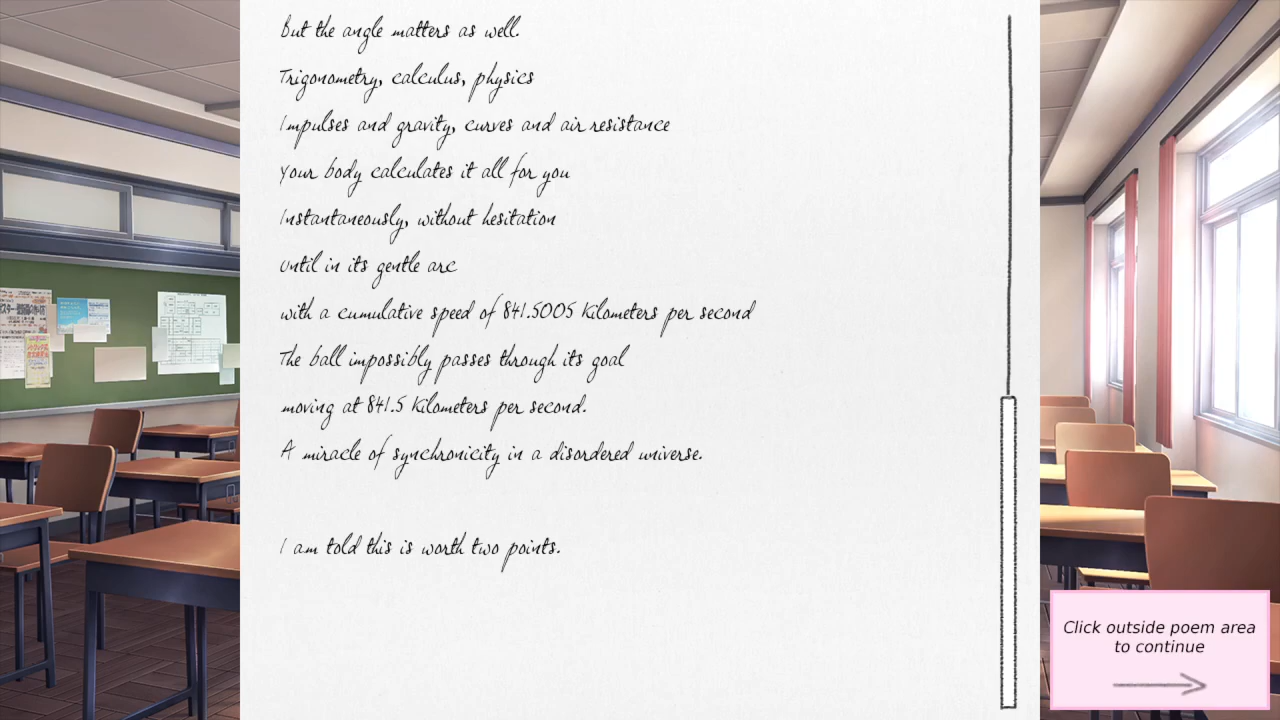 But the angle matters as well.
Trigonometry, calculus, physics
Impulses and gravity, curves and air resistance
Your body calculates it all for you
Instantaneously, without hesitation
Until in its gentle arc
with a cumulative speed of 841.5005 Kilometers per second
The ball impossibly passes through its goal
moving at 841.5 Kilometers per second.
A miracle of synchronicity in a disordered universe.
I am told this is worth two points.
Click outside poem area
to continue